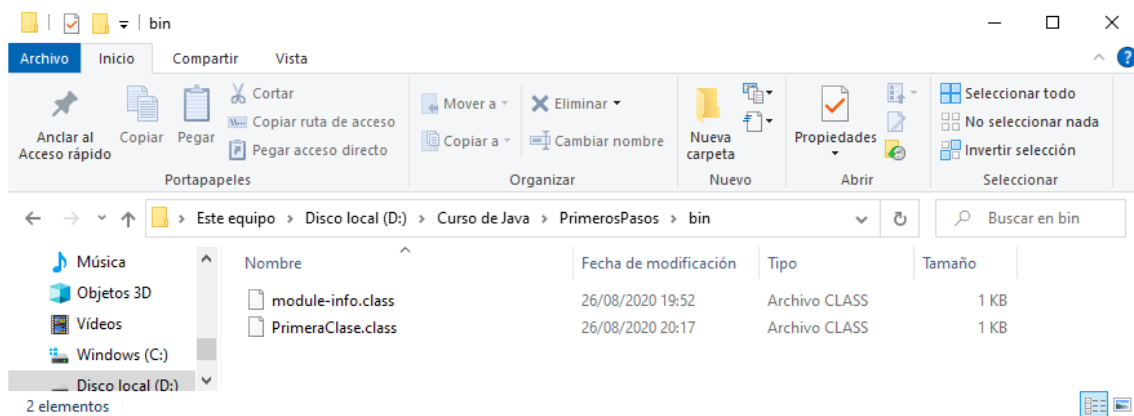 bin
Archivo Inicio Compartir Vista
Anclar al Acceso rápido
Copiar
Pegar
Cortar
Copiar ruta de acceso
Pegar acceso directo
Portapapeles
Mover a
Copiar a
Eliminar
Cambiar nombre
Organizar
Nueva carpeta
Nuevo
Propiedades
Abrir
Seleccionar todo
No seleccionar nada
Invertir selección
Seleccionar
Este equipo > Disco local (D:) > Curso de Java > PrimerosPasos > bin
Buscar en bin
Música
Objetos 3D
Vídeos
Windows (C:)
Disco local (D:)
Nombre Fecha de modificación Tipo Tamaño
module-info.class 26/08/2020 19:52 Archivo CLASS 1 KB
PrimeraClase.class 26/08/2020 20:17 Archivo CLASS 1 KB
2 elementos